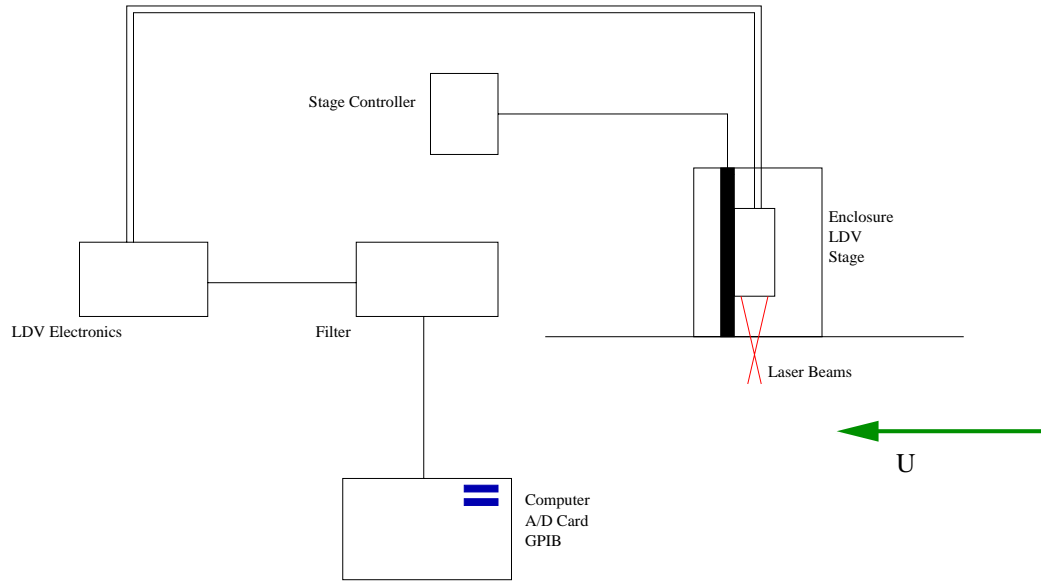 Stage Controller
Enclosure
LDV
Stage
LDV Electronics
Filter
Laser Beams
U
Computer
A/D Card
GPIB